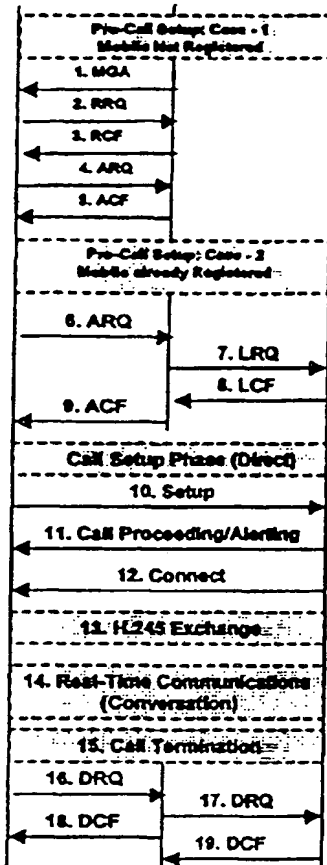 Pre-Call Setup: Case - 1
Mobile Not Registered
1. MGA
2. RRQ
3. RCF
4. ARQ
5. ACF
Pre-Call Setup: Case - 2
Mobile already Registered
6. ARQ
7. LRQ
8. LCF
9. ACF
Call Setup Phase (Direct)
10. Setup
11. Call Proceeding/Alerting
12. Connect
13. H.245 Exchange
14. Real-Time Communications
(Conversation)
15. Call Termination
16. DRQ
17. DRQ
18. DCF
19. DCF